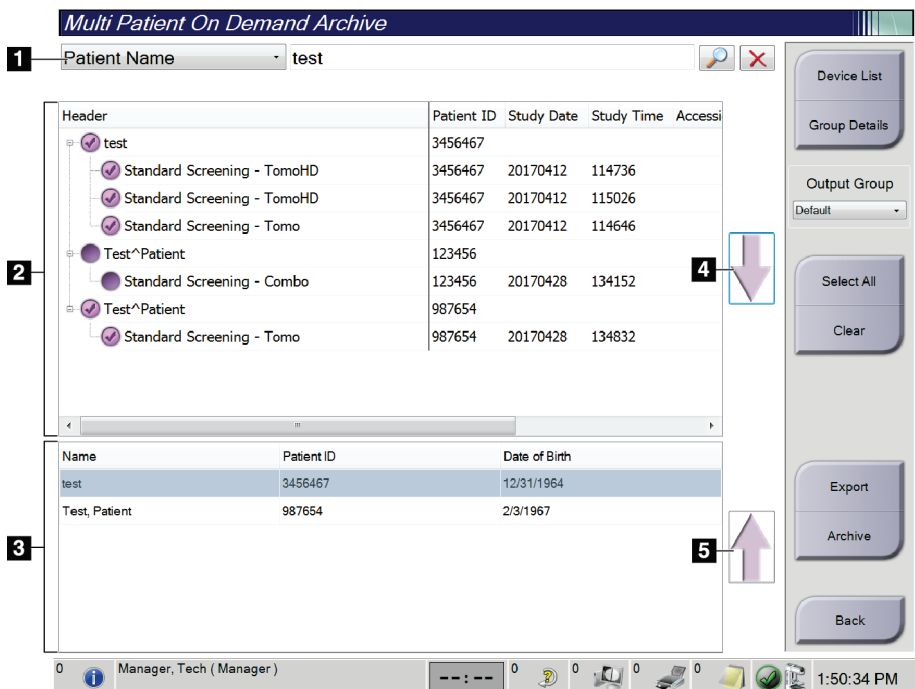 Multi Patient On Demand Archive
1 Patient Name test
Device List
Group Details
Output Group
Default
Select All
Clear
Export
Archive
Back
2
Header Patient ID Study Date Study Time Accessi
test 3456467
Standard Screening - TomoHD 3456467 20170412 114736
Standard Screening - TomoHD 3456467 20170412 115026
Standard Screening - Tomo 3456467 20170412 114646
Test^Patient 123456
Standard Screening - Combo 123456 20170428 134152
Test^Patient 987654
Standard Screening - Tomo 987654 20170428 134832
4
3
Name Patient ID Date of Birth
test 3456467 12/31/1964
Test, Patient 987654 2/3/1967
5
0 Manager, Tech ( Manager ) --:-- 0 0 0 0 1:50:34 PM